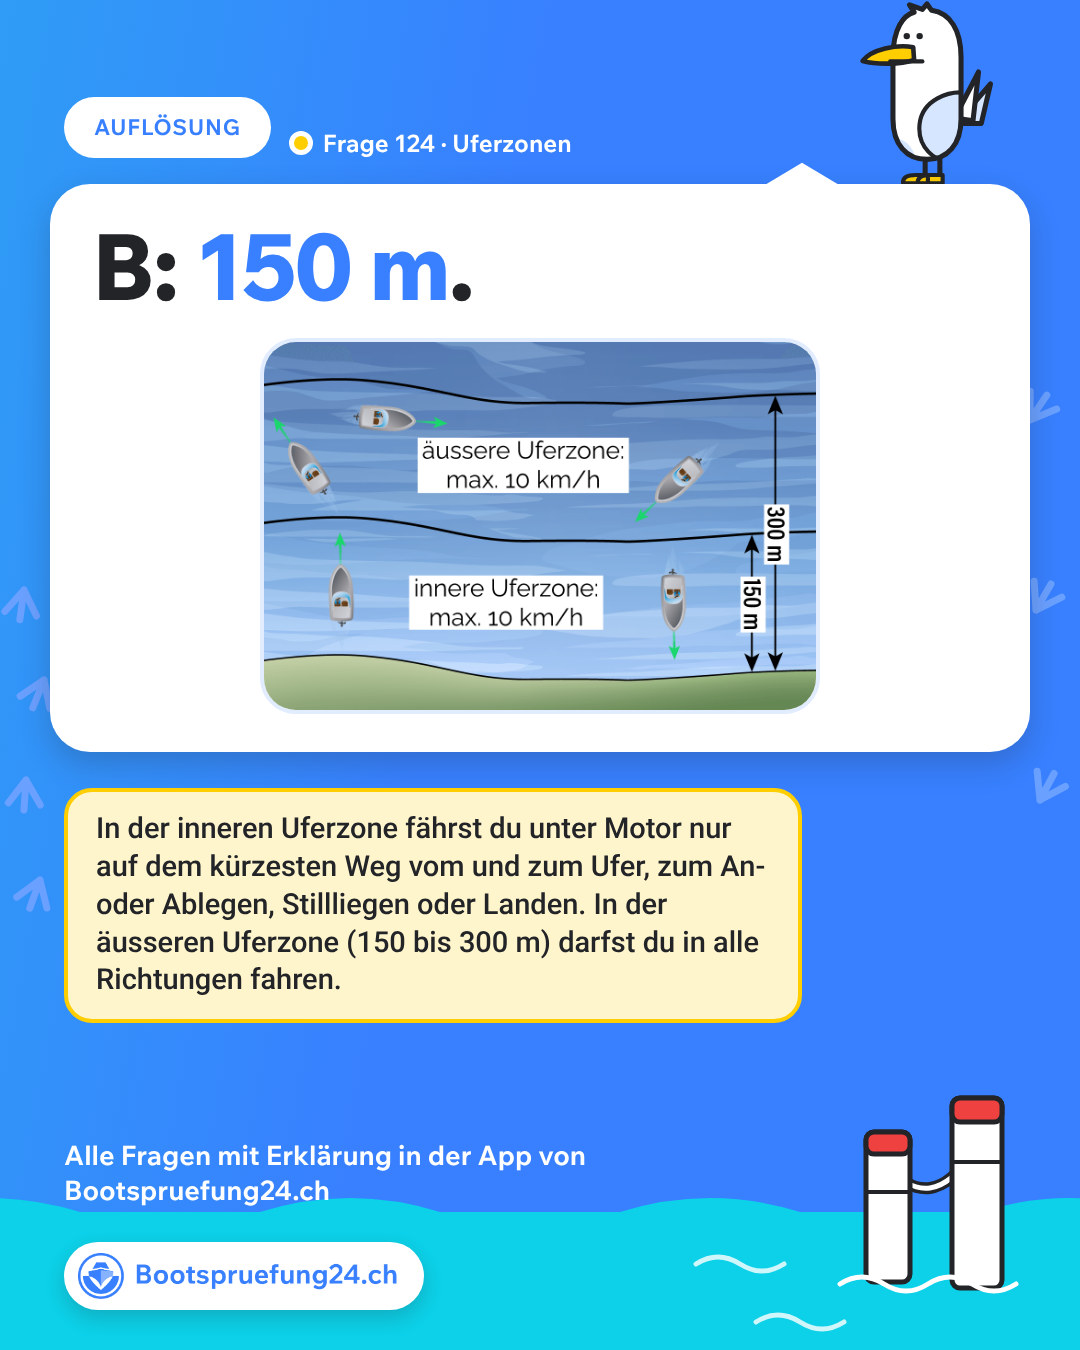 AUFLÖSUNG
Frage 124 · Uferzonen
B: 150 m.
äussere Uferzone:
max. 10 km/h
300 m
innere Uferzone:
max. 10 km/h
150 m
In der inneren Uferzone fährst du unter Motor nur
auf dem kürzesten Weg vom und zum Ufer, zum An-
oder Ablegen, Stillliegen oder Landen. In der
äusseren Uferzone (150 bis 300 m) darfst du in alle
Richtungen fahren.
Alle Fragen mit Erklärung in der App von
Bootspruefung24.ch
Bootspruefung24.ch